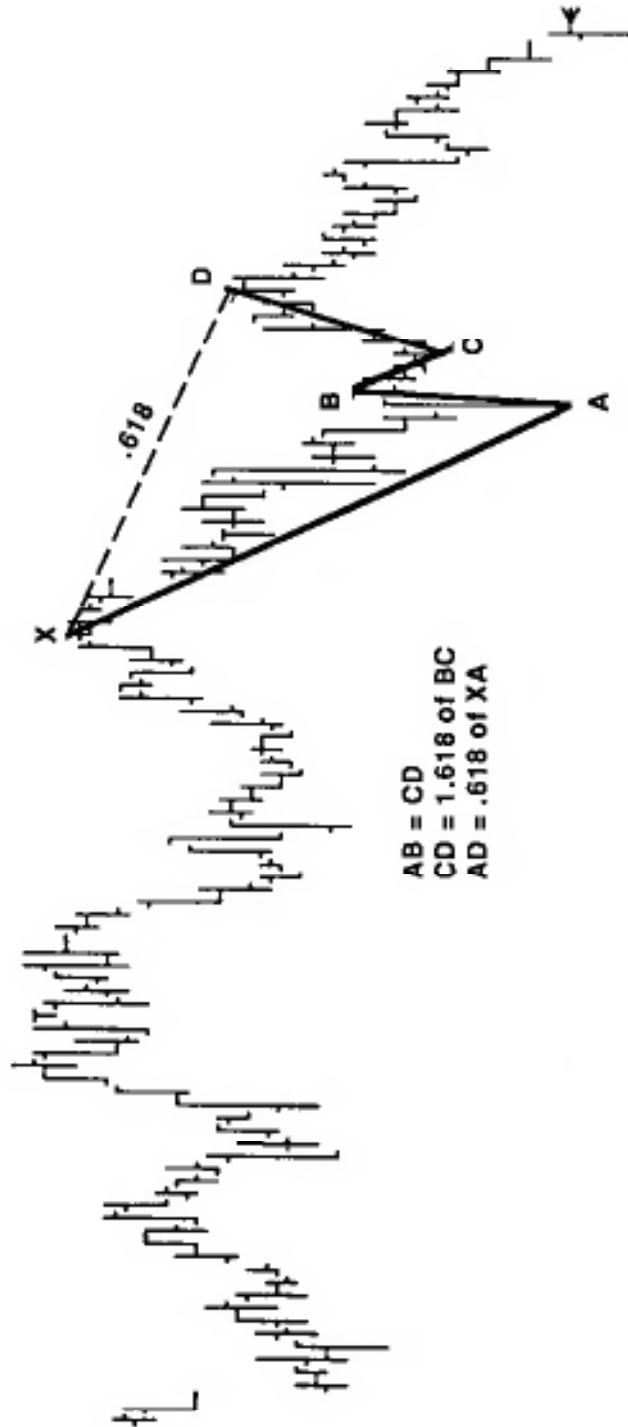 X
.618
D
B
C
A
AB = CD
CD = 1.618 of BC
AD = .618 of XA